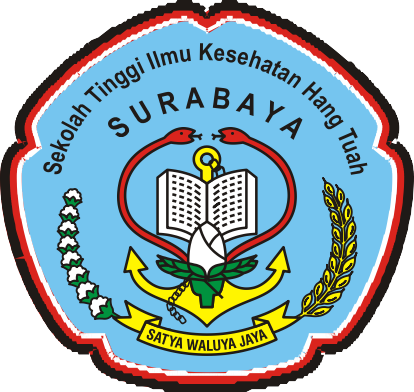 Sekolah Tinggi Ilmu Kesehatan Hang Tuah
SURABAYA
SATYA WALUYA JAYA